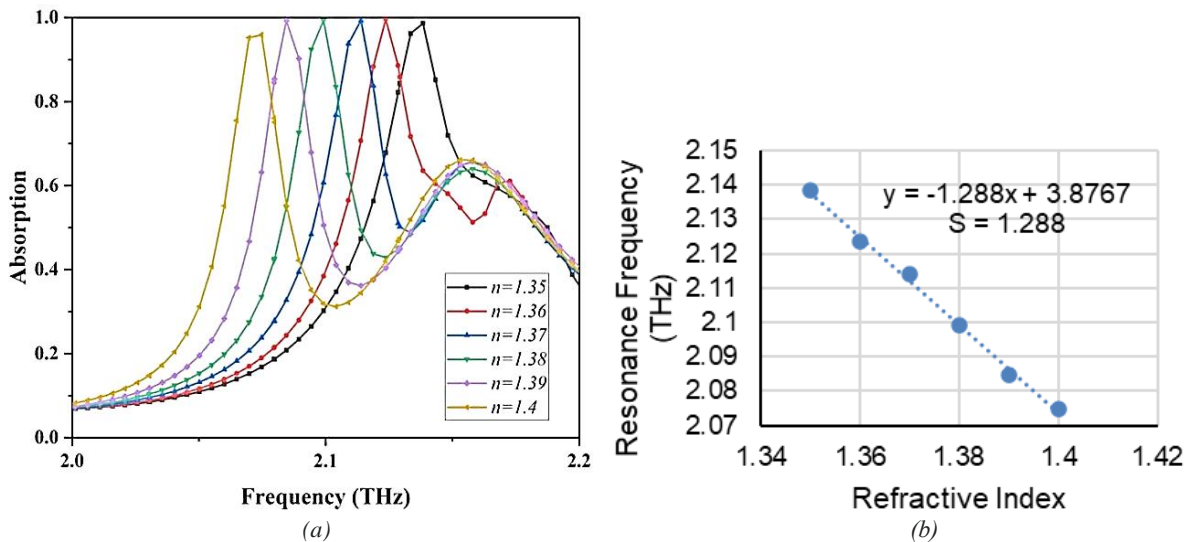 1.0
0.8
0.6
0.4
0.2
0.0
Absorption
n=1.35
n=1.36
n=1.37
n=1.38
n=1.39
n=1.4
2.0 2.1 2.2
Frequency (THz)
(a)
Resonance Frequency
(THz)
2.15
2.14
2.13
2.12
2.11
2.1
2.09
2.08
2.07
y = -1.288x + 3.8767
S = 1.288
1.34 1.36 1.38 1.4 1.42
Refractive Index
(b)